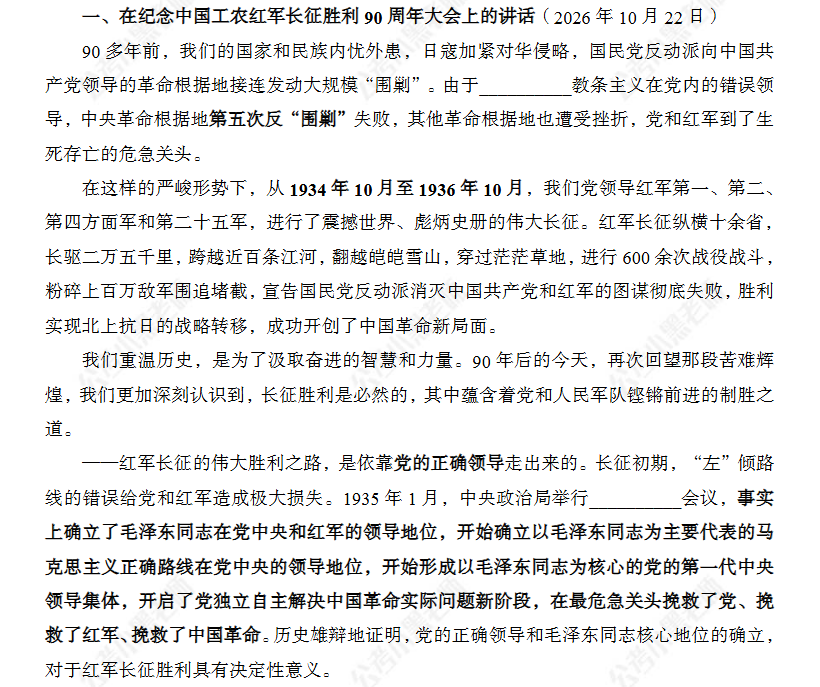 一、在纪念中国工农红军长征胜利 90 周年大会上的讲话（2026 年 10 月 22 日）
90 多年前，我们的国家和民族内忧外患，日寇加紧对华侵略，国民党反动派向中国共
产党领导的革命根据地接连发动大规模“围剿”。由于__________教条主义在党内的错误领
导，中央革命根据地第五次反“围剿”失败，其他革命根据地也遭受挫折，党和红军到了生
死存亡的危急关头。
在这样的严峻形势下，从 1934 年 10 月至 1936 年 10 月，我们党领导红军第一、第二、
第四方面军和第二十五军，进行了震撼世界、彪炳史册的伟大长征。红军长征纵横十余省，
长驱二万五千里，跨越近百条江河，翻越皑皑雪山，穿过茫茫草地，进行 600 余次战役战斗，
粉碎上百万敌军围追堵截，宣告国民党反动派消灭中国共产党和红军的图谋彻底失败，胜利
实现北上抗日的战略转移，成功开创了中国革命新局面。
我们重温历史，是为了汲取奋进的智慧和力量。90 年后的今天，再次回望那段苦难辉
煌，我们更加深刻认识到，长征胜利是必然的，其中蕴含着党和人民军队铿锵前进的制胜之
道。
——红军长征的伟大胜利之路，是依靠党的正确领导走出来的。长征初期，“左”倾路
线的错误给党和红军造成极大损失。1935 年 1 月，中央政治局举行__________会议，事实
上确立了毛泽东同志在党中央和红军的领导地位，开始确立以毛泽东同志为主要代表的马
克思主义正确路线在党中央的领导地位，开始形成以毛泽东同志为核心的党的第一代中央
领导集体，开启了党独立自主解决中国革命实际问题新阶段，在最危急关头挽救了党、挽
救了红军、挽救了中国革命。历史雄辩地证明，党的正确领导和毛泽东同志核心地位的确立，
对于红军长征胜利具有决定性意义。